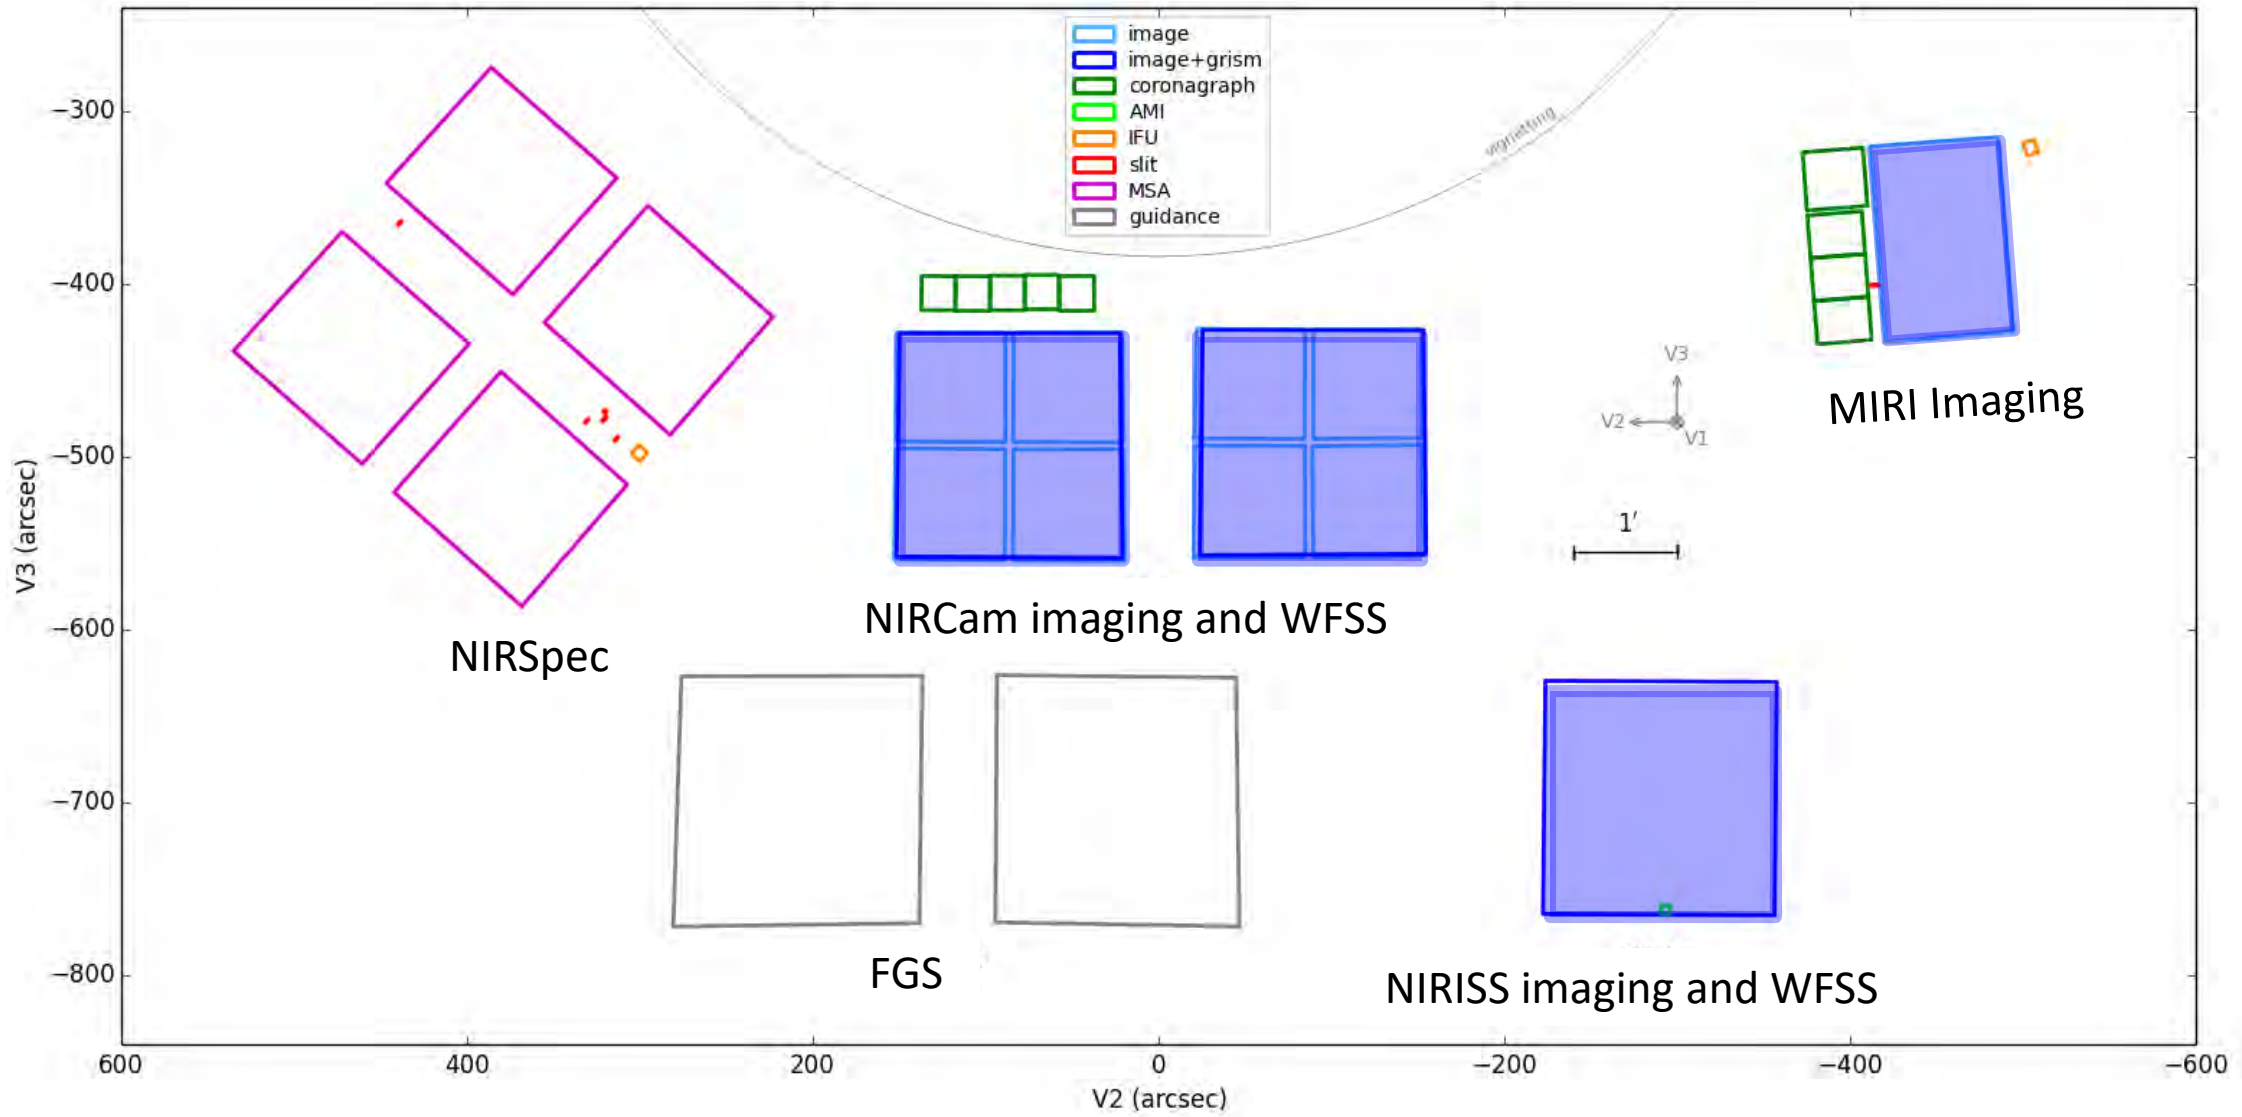 image
image+grism
coronagraph
AMI
IFU
slit
MSA
guidance
vignetting
−300
−400
−500
−600
−700
−800
V3 (arcsec)
V3
V2
V1
1′
MIRI Imaging
NIRCam imaging and WFSS
NIRSpec
FGS
NIRISS imaging and WFSS
600
400
200
0
−200
−400
−600
V2 (arcsec)